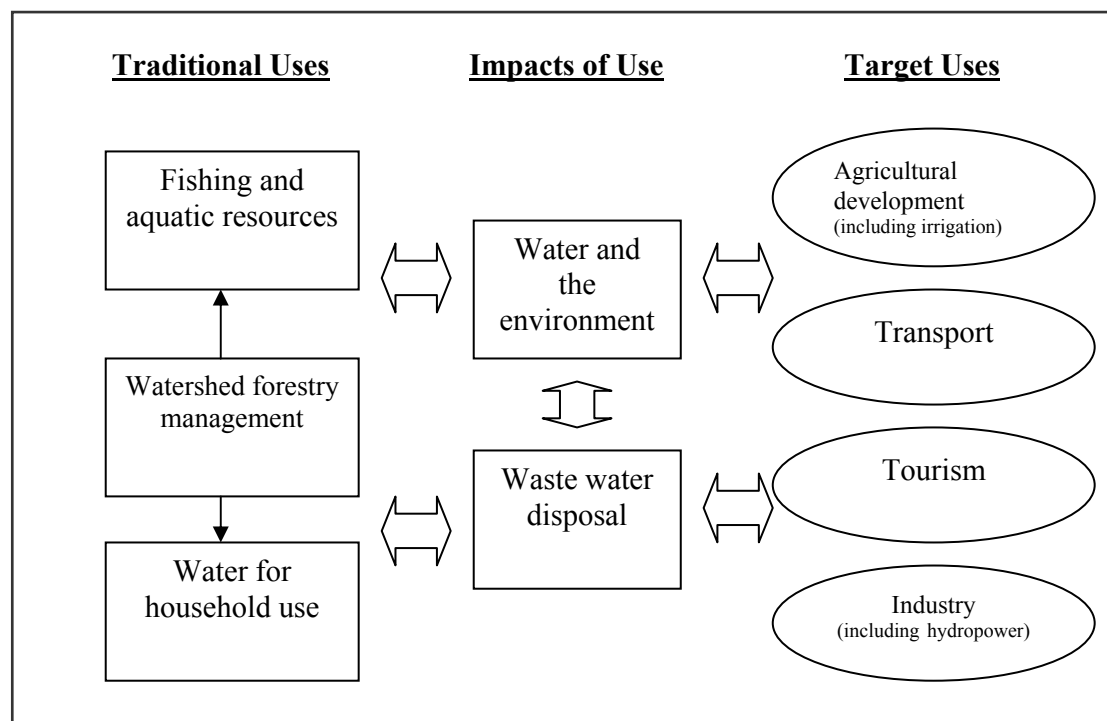 Traditional Uses
Impacts of Use
Target Uses
Fishing and
aquatic resources
Watershed forestry
management
Water for
household use
Water and
the
environment
Waste water
disposal
Agricultural
development
(including irrigation)
Transport
Tourism
Industry
(including hydropower)